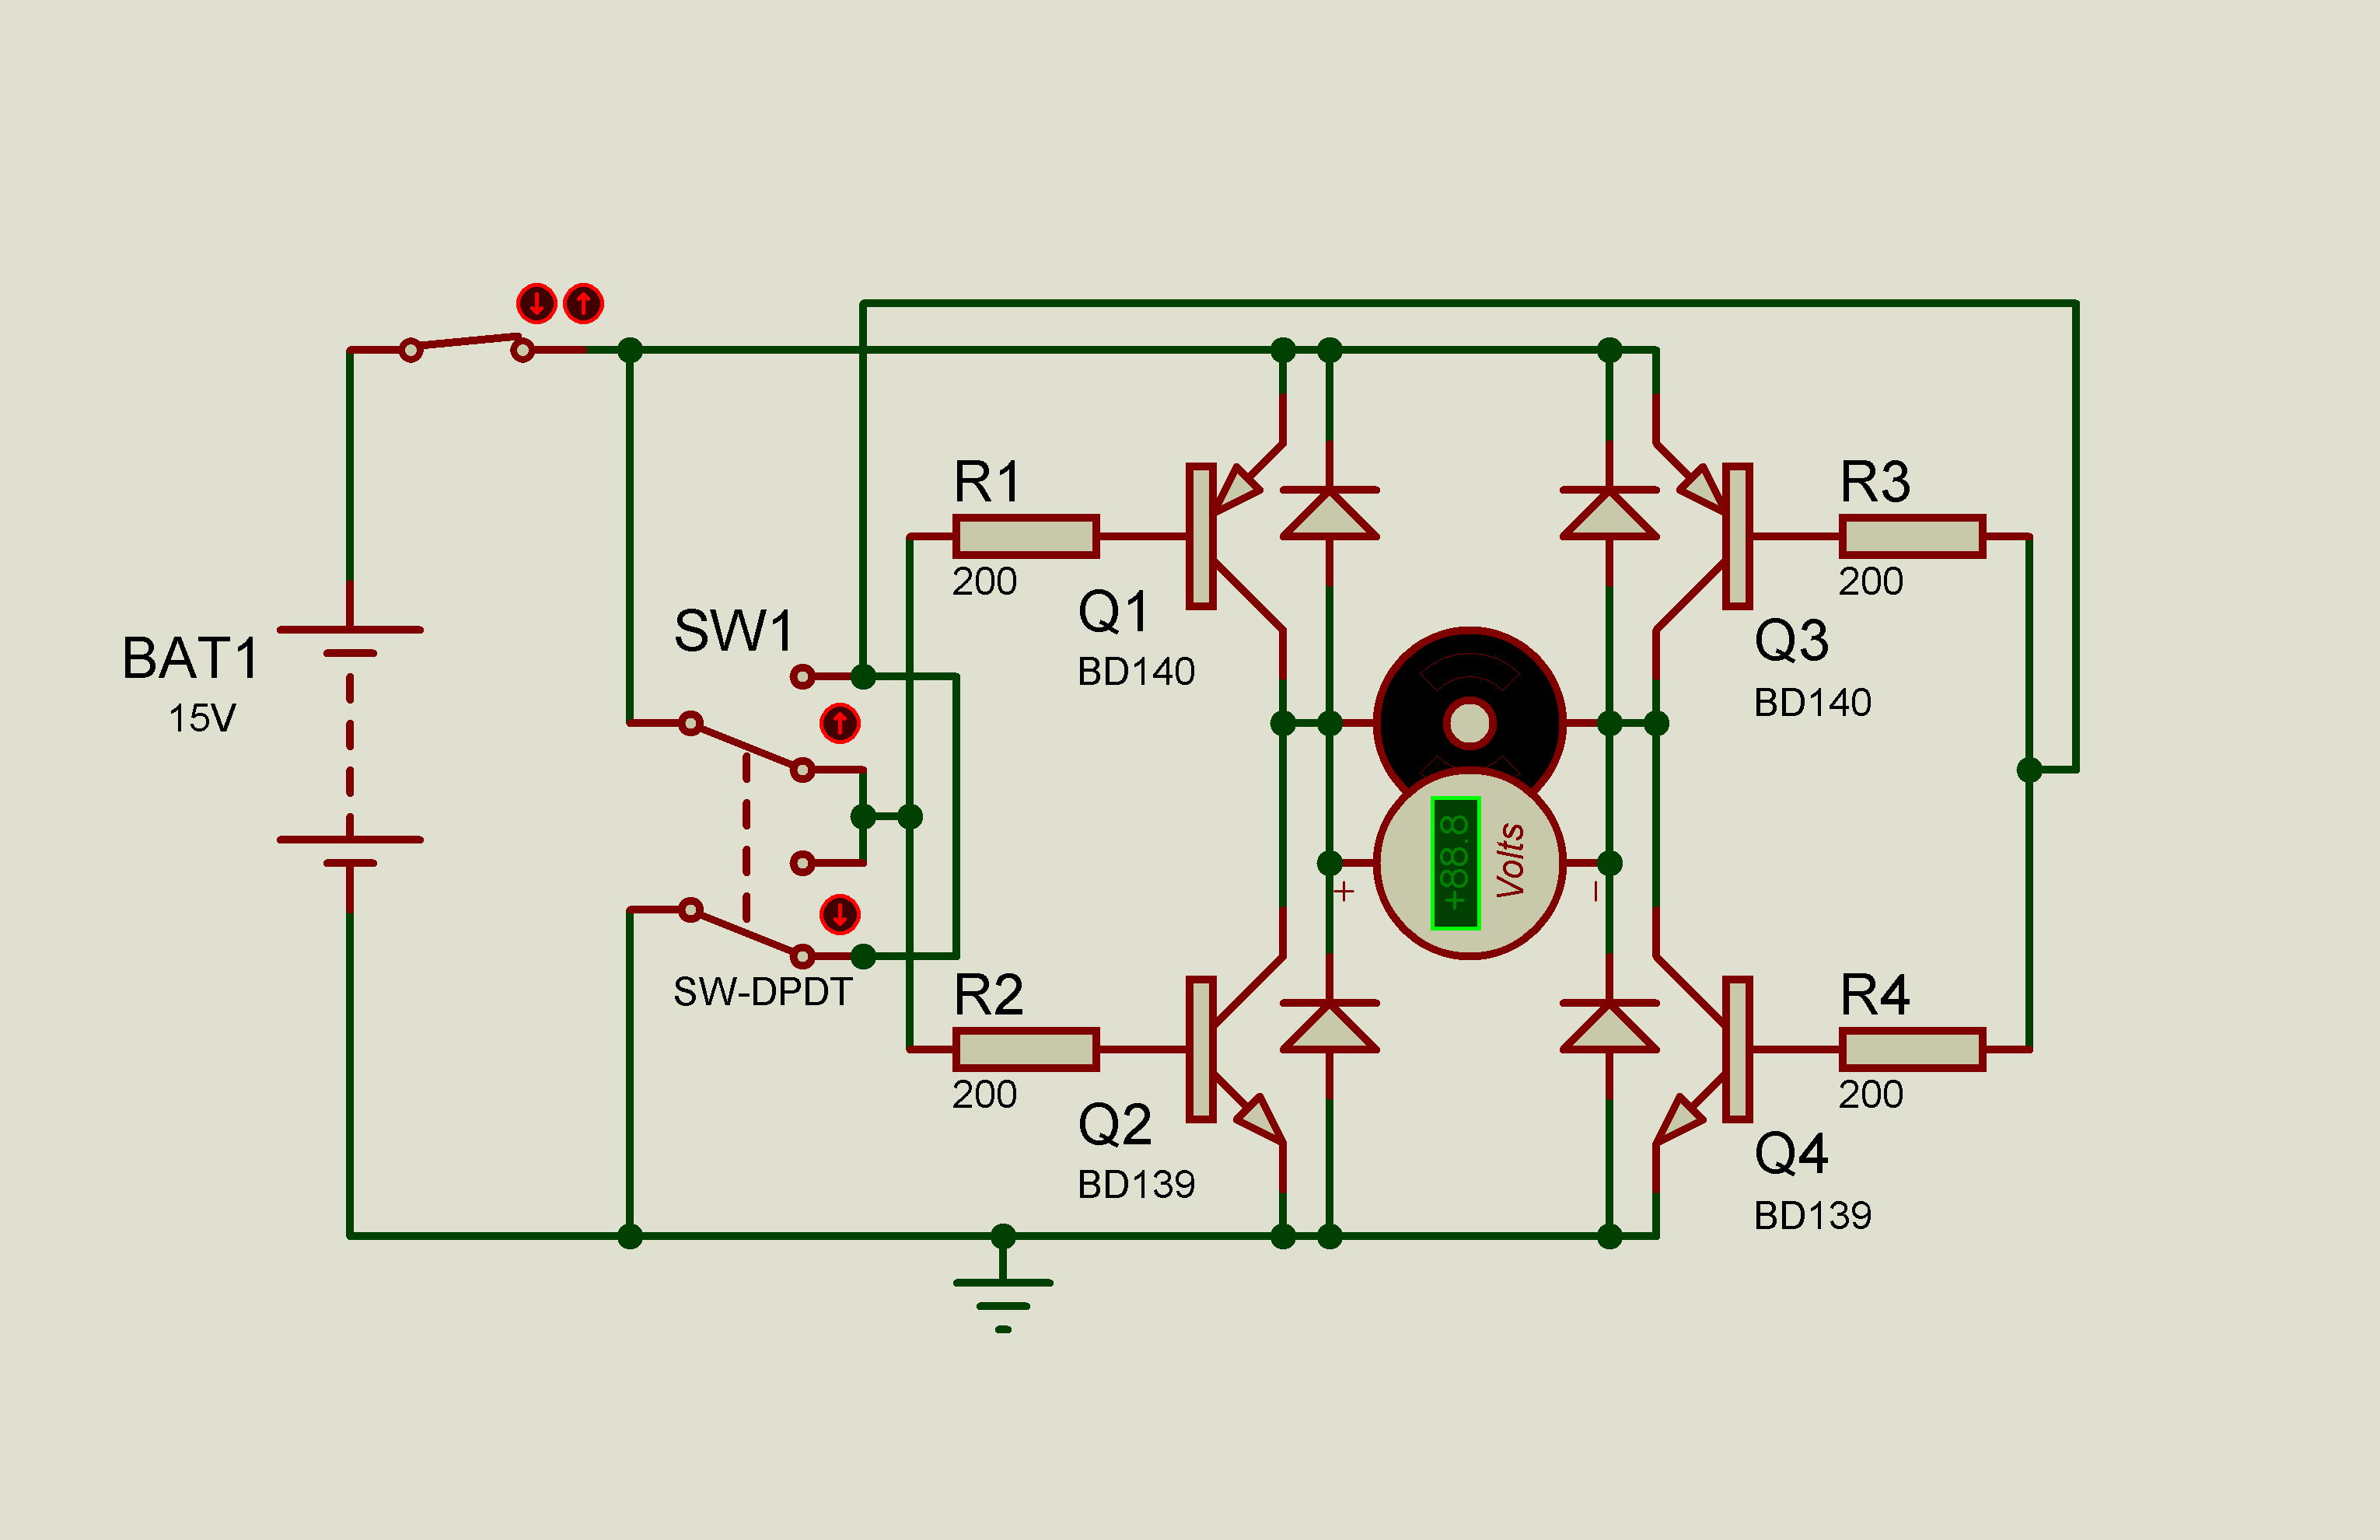 BAT1
15V
SW1
SW-DPDT
R1
200
Q1
BD140
R2
200
Q2
BD139
+88.8
Volts
+
−
R3
200
Q3
BD140
R4
200
Q4
BD139